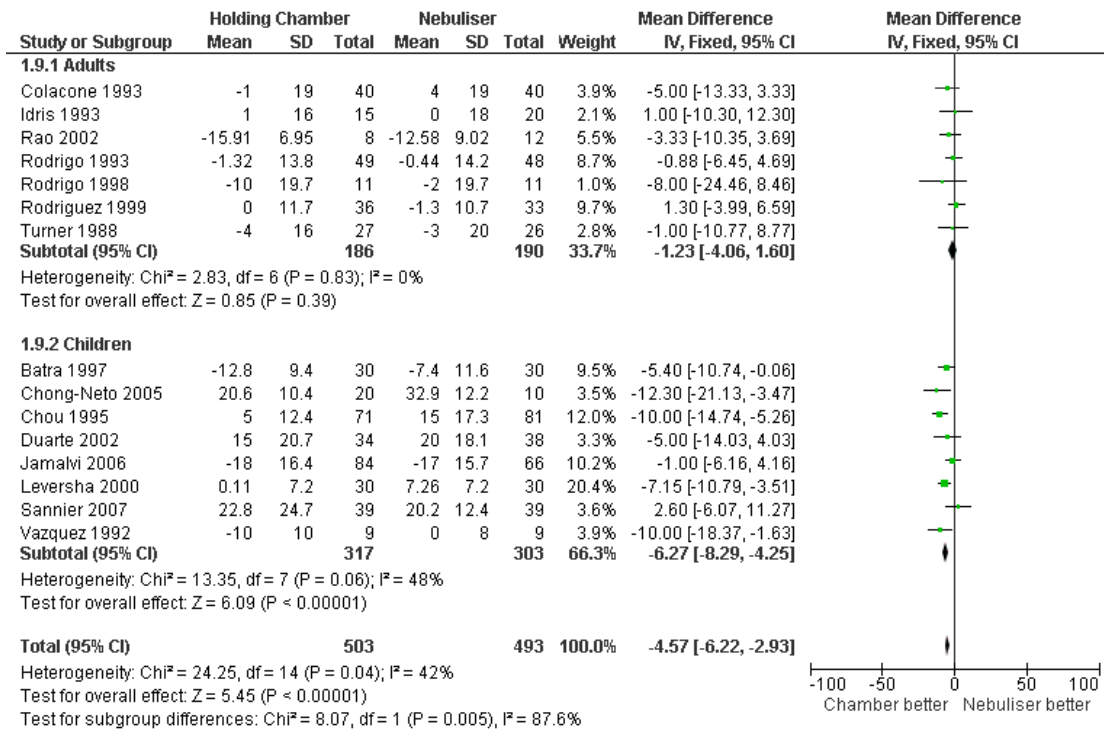 Holding Chamber Nebuliser Mean Difference Mean Difference
Study or Subgroup Mean SD Total Mean SD Total Weight IV, Fixed, 95% CI IV, Fixed, 95% CI
1.9.1 Adults
Colacone 1993 -1 19 40 4 19 40 3.9% -5.00 [-13.33, 3.33]
Idris 1993 1 16 15 0 18 20 2.1% 1.00 [-10.30, 12.30]
Rao 2002 -15.91 6.95 8 -12.58 9.02 12 5.5% -3.33 [-10.35, 3.69]
Rodrigo 1993 -1.32 13.8 49 -0.44 14.2 48 8.7% -0.88 [-6.45, 4.69]
Rodrigo 1998 -10 19.7 11 -2 19.7 11 1.0% -8.00 [-24.46, 8.46]
Rodriguez 1999 0 11.7 36 -1.3 10.7 33 9.7% 1.30 [-3.99, 6.59]
Turner 1988 -4 16 27 -3 20 26 2.8% -1.00 [-10.77, 8.77]
Subtotal (95% CI) 186 190 33.7% -1.23 [-4.06, 1.60]
Heterogeneity: Chi² = 2.83, df = 6 (P = 0.83); I² = 0%
Test for overall effect: Z = 0.85 (P = 0.39)
1.9.2 Children
Batra 1997 -12.8 9.4 30 -7.4 11.6 30 9.5% -5.40 [-10.74, -0.06]
Chong-Neto 2005 20.6 10.4 20 32.9 12.2 10 3.5% -12.30 [-21.13, -3.47]
Chou 1995 5 12.4 71 15 17.3 81 12.0% -10.00 [-14.74, -5.26]
Duarte 2002 15 20.7 34 20 18.1 38 3.3% -5.00 [-14.03, 4.03]
Jamalvi 2006 -18 16.4 84 -17 15.7 66 10.2% -1.00 [-6.16, 4.16]
Leversha 2000 0.11 7.2 30 7.26 7.2 30 20.4% -7.15 [-10.79, -3.51]
Sannier 2007 22.8 24.7 39 20.2 12.4 39 3.6% 2.60 [-6.07, 11.27]
Vazquez 1992 -10 10 9 0 8 9 3.9% -10.00 [-18.37, -1.63]
Subtotal (95% CI) 317 303 66.3% -6.27 [-8.29, -4.25]
Heterogeneity: Chi² = 13.35, df = 7 (P = 0.06); I² = 48%
Test for overall effect: Z = 6.09 (P < 0.00001)
Total (95% CI) 503 493 100.0% -4.57 [-6.22, -2.93]
Heterogeneity: Chi² = 24.25, df = 14 (P = 0.04); I² = 42%
Test for overall effect: Z = 5.45 (P < 0.00001)
Test for subgroup differences: Chi² = 8.07, df = 1 (P = 0.005), I² = 87.6%
-100 -50 0 50 100
Chamber better Nebuliser better